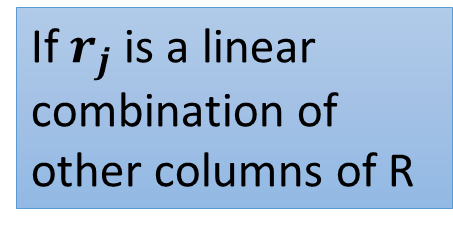 If r_j is a linear
combination of
other columns of R